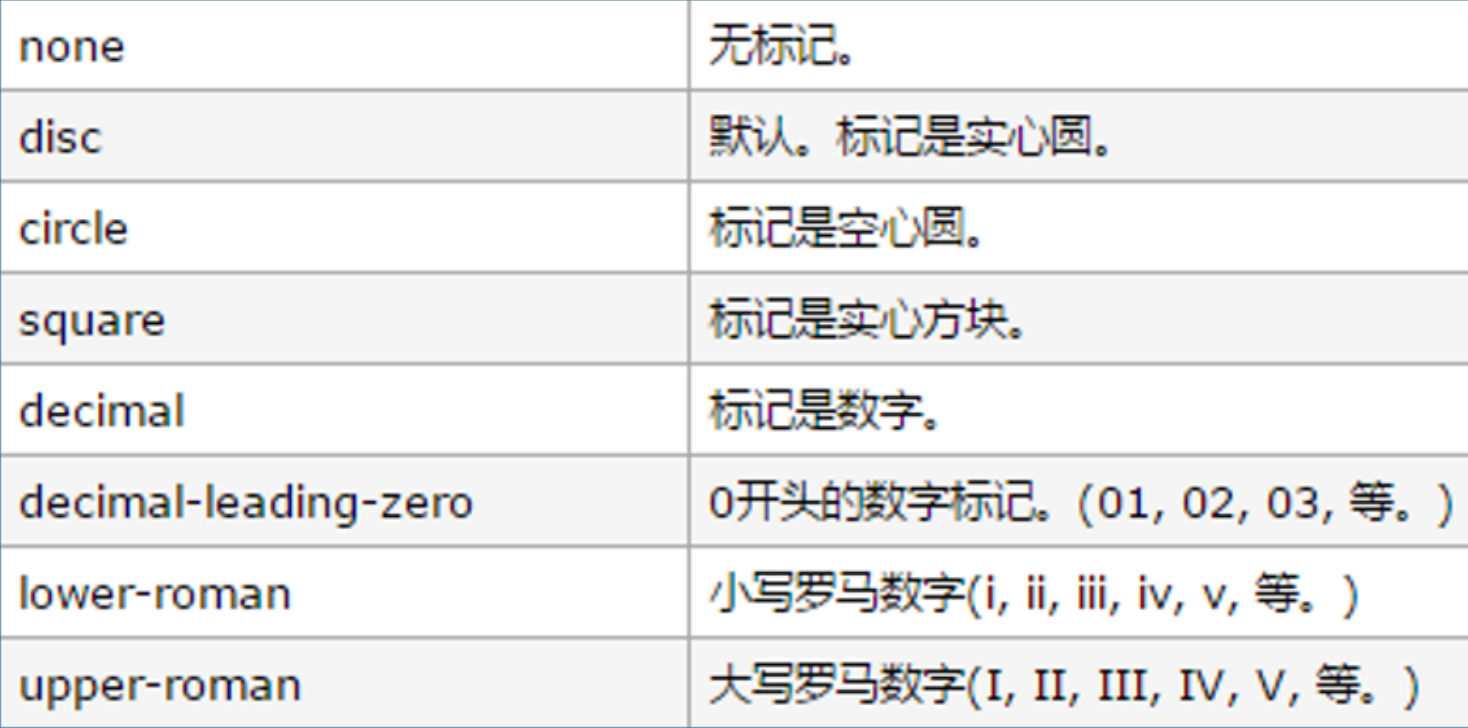 none 无标记。
disc 默认。标记是实心圆。
circle 标记是空心圆。
square 标记是实心方块。
decimal 标记是数字。
decimal-leading-zero 0开头的数字标记。(01, 02, 03, 等。)
lower-roman 小写罗马数字(i, ii, iii, iv, v, 等。)
upper-roman 大写罗马数字(I, II, III, IV, V, 等。)